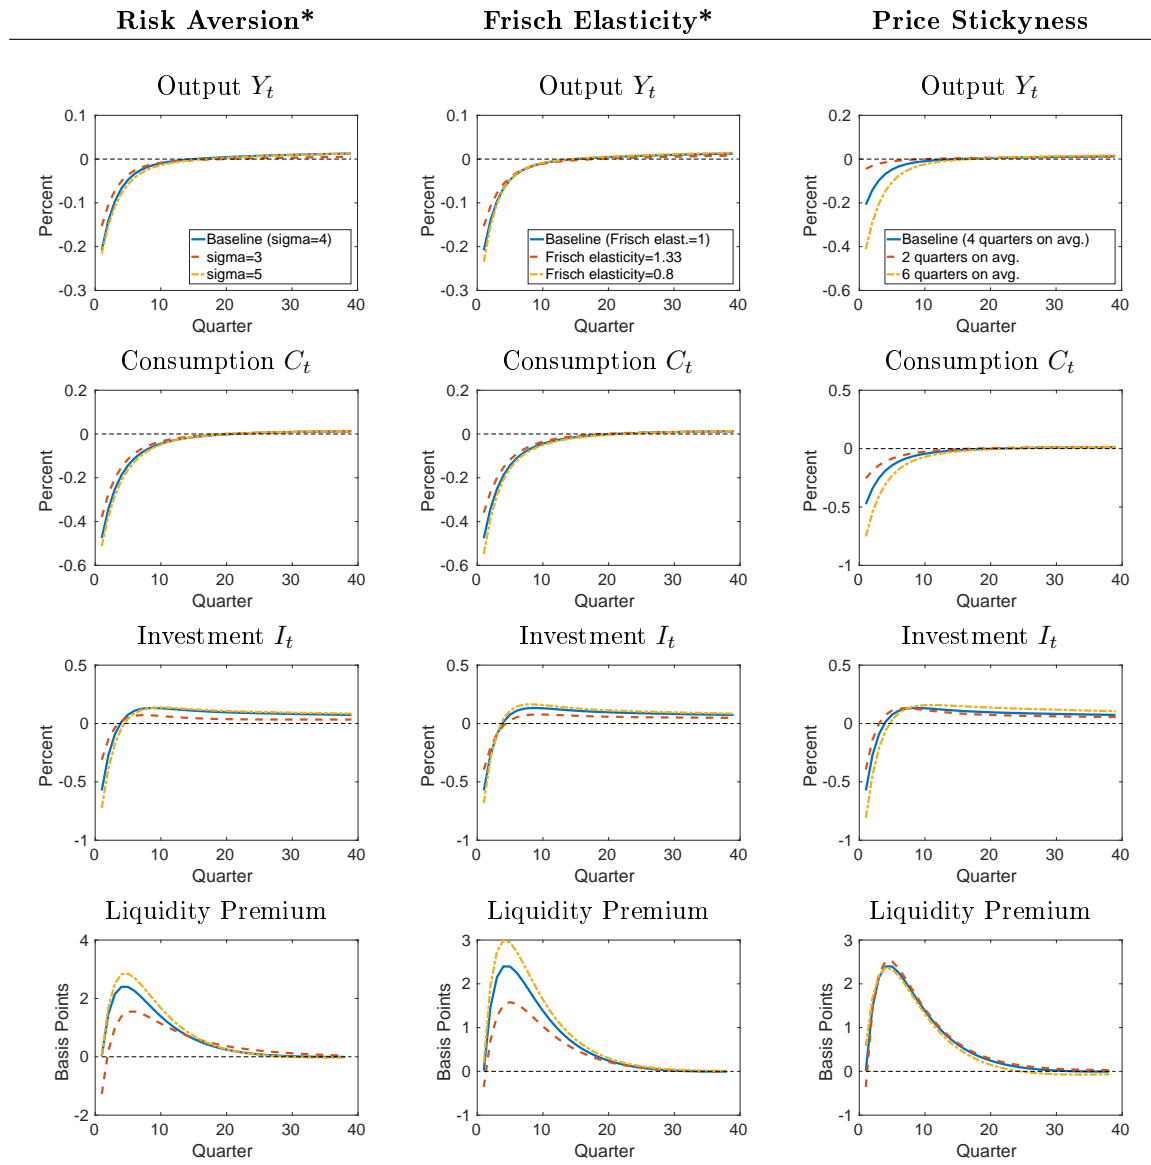 Risk Aversion* Frisch Elasticity* Price Stickyness
Output Y_t Output Y_t Output Y_t
Percent
0.1
0
-0.1
-0.2
-0.3
Baseline (sigma=4)
sigma=3
sigma=5
0 10 20 30 40
Quarter
Percent
0.1
0
-0.1
-0.2
-0.3
Baseline (Frisch elast.=1)
Frisch elasticity=1.33
Frisch elasticity=0.8
0 10 20 30 40
Quarter
Percent
0.2
0
-0.2
-0.4
-0.6
Baseline (4 quarters on avg.)
2 quarters on avg.
6 quarters on avg.
0 10 20 30 40
Quarter
Consumption C_t Consumption C_t Consumption C_t
Percent
0.2
0
-0.2
-0.4
-0.6
0 10 20 30 40
Quarter
Percent
0.2
0
-0.2
-0.4
-0.6
0 10 20 30 40
Quarter
Percent
0.5
0
-0.5
-1
0 10 20 30 40
Quarter
Investment I_t Investment I_t Investment I_t
Percent
0.5
0
-0.5
-1
0 10 20 30 40
Quarter
Percent
0.5
0
-0.5
-1
0 10 20 30 40
Quarter
Percent
0.5
0
-0.5
-1
0 10 20 30 40
Quarter
Liquidity Premium Liquidity Premium Liquidity Premium
Basis Points
4
2
0
-2
0 10 20 30 40
Quarter
Basis Points
3
2
1
0
-1
0 10 20 30 40
Quarter
Basis Points
3
2
1
0
-1
0 10 20 30 40
Quarter